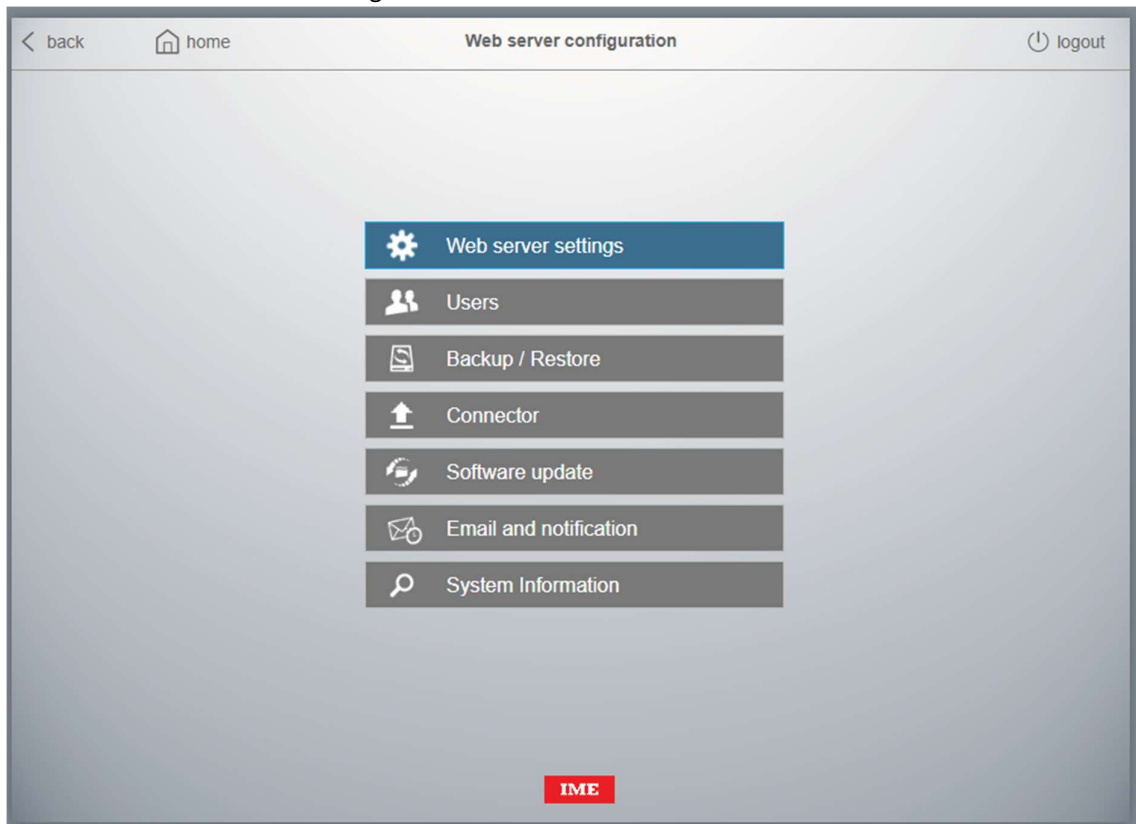 back home Web server configuration logout
Web server settings
Users
Backup / Restore
Connector
Software update
Email and notification
System Information
IME